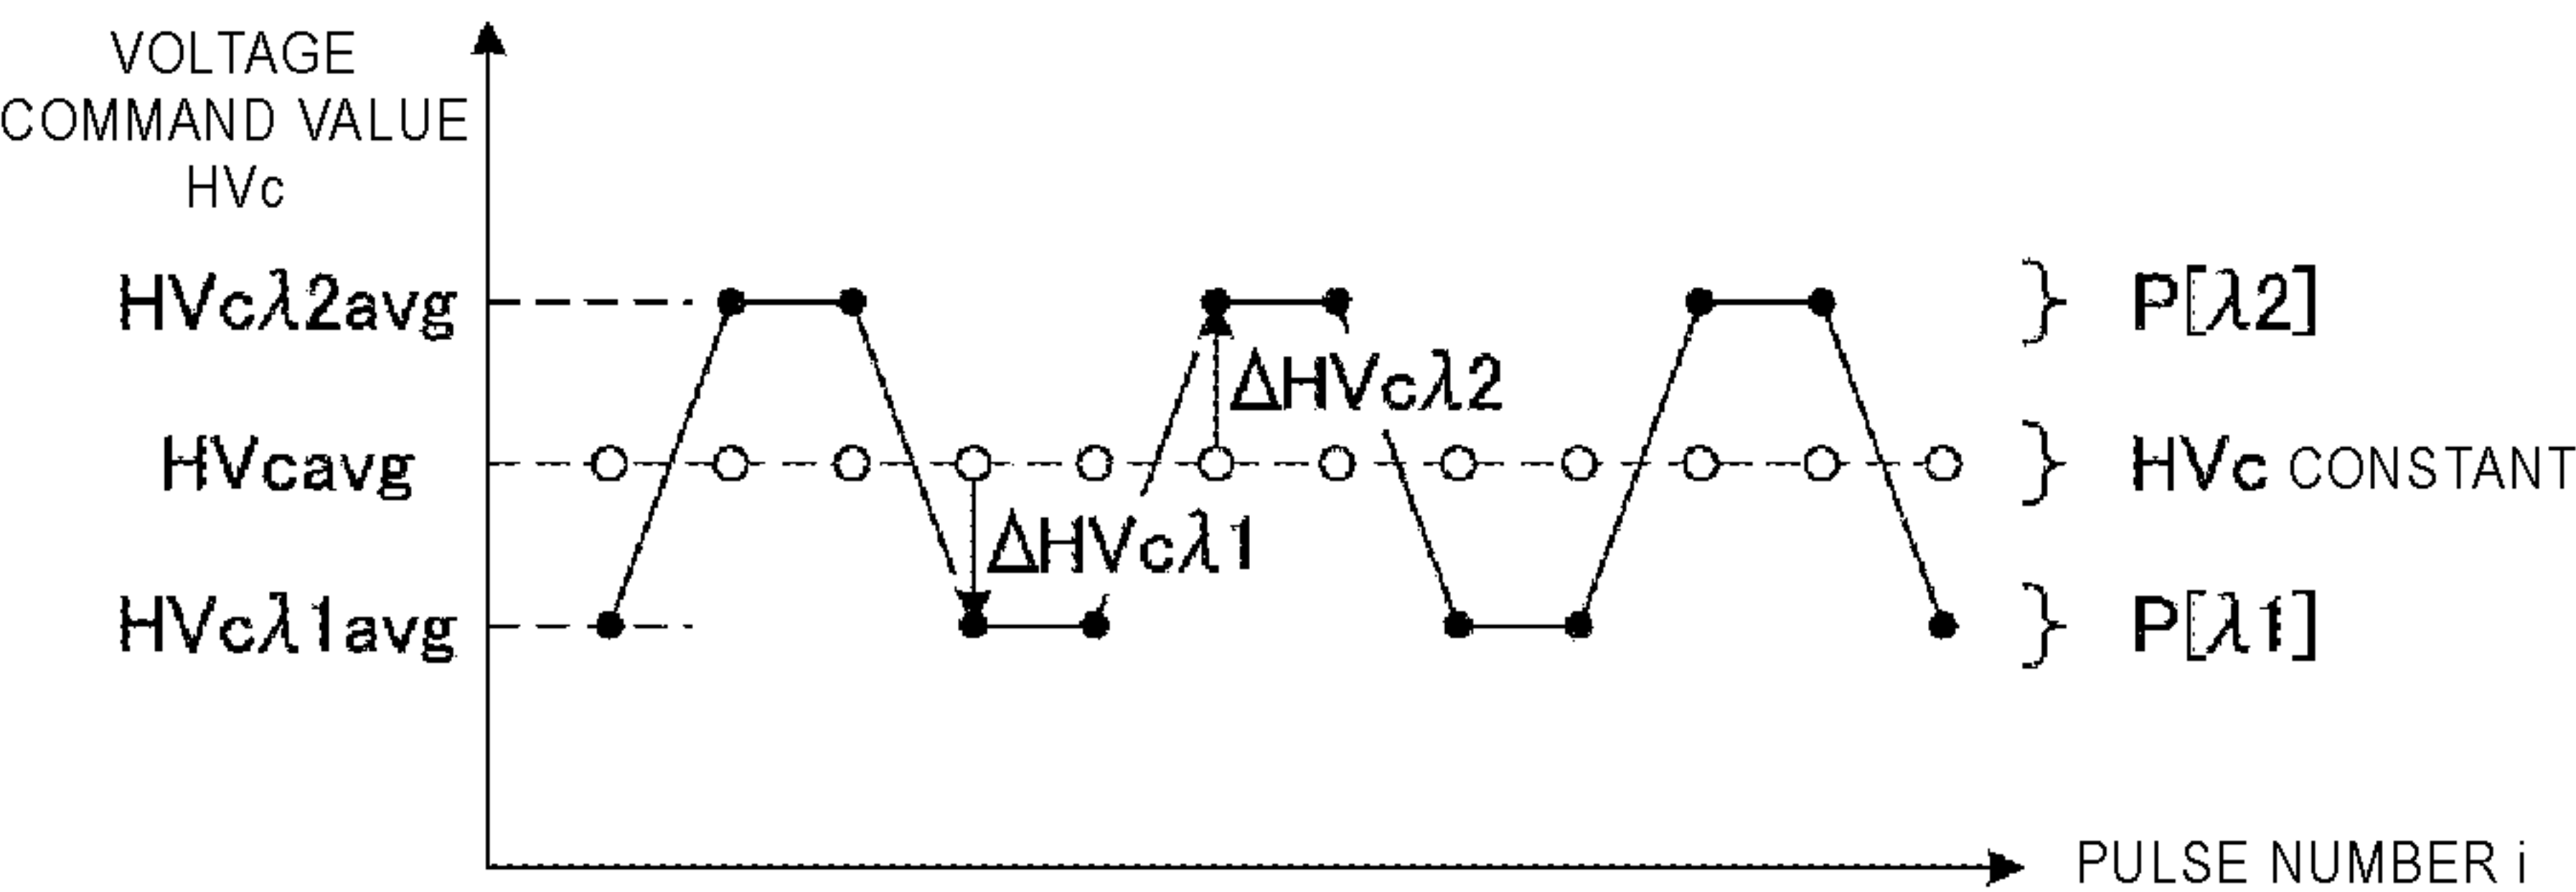 VOLTAGE
COMMAND VALUE
HVc
HVcλ2avg
P[λ2]
ΔHVcλ2
HVcavg
HVc CONSTANT
ΔHVcλ1
HVcλ1avg
P[λ1]
PULSE NUMBER i